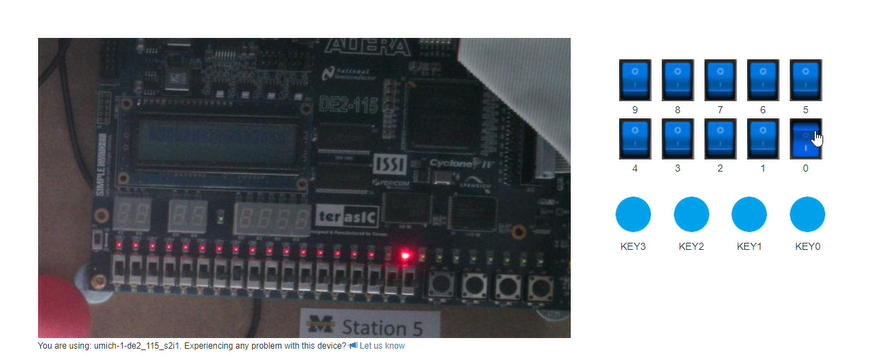 ALTERA
National
Semiconductor
DE2-115
ISSI
Cyclone IV
terasIC
Station 5
9 8 7 6 5
4 3 2 1 0
KEY3 KEY2 KEY1 KEY0
You are using: umich-1-de2_115_s2i1. Experiencing any problem with this device? Let us know